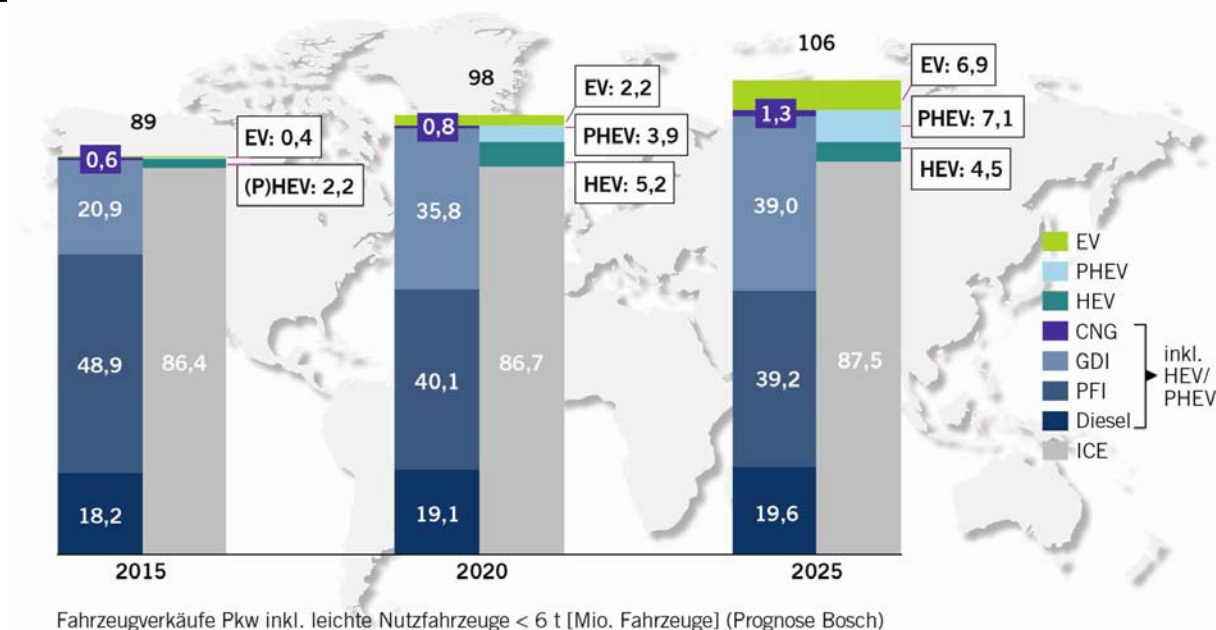 89
EV: 0,4
(P)HEV: 2,2
0,6
20,9
48,9
18,2
86,4
2015
98
EV: 2,2
PHEV: 3,9
HEV: 5,2
0,8
35,8
40,1
19,1
86,7
2020
106
EV: 6,9
PHEV: 7,1
HEV: 4,5
1,3
39,0
39,2
19,6
87,5
2025
EV
PHEV
HEV
CNG
GDI
PFI
Diesel
ICE
inkl.
HEV/
PHEV
Fahrzeugverkäufe Pkw inkl. leichte Nutzfahrzeuge < 6 t [Mio. Fahrzeuge] (Prognose Bosch)